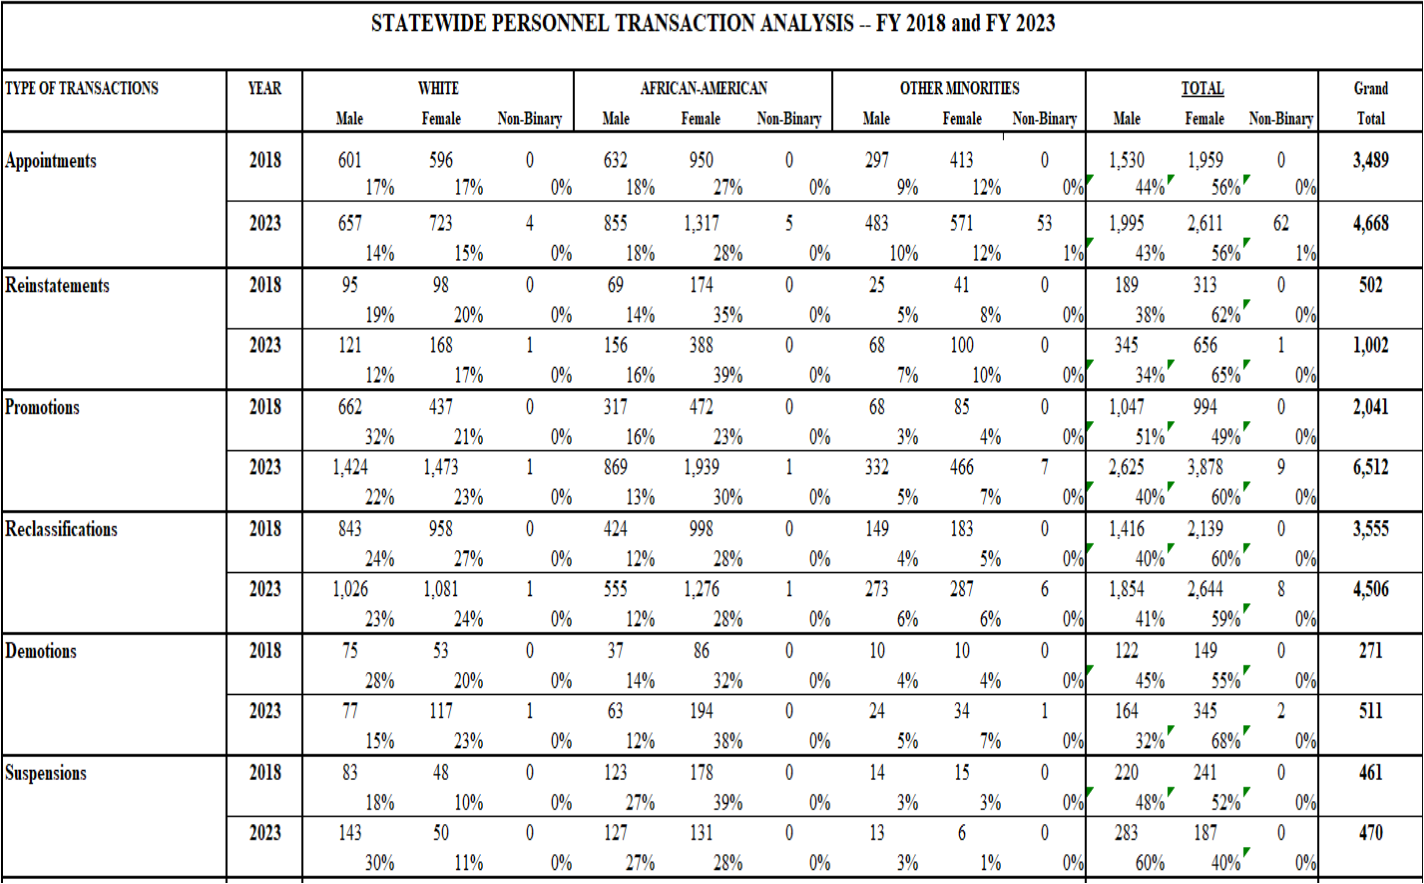 STATEWIDE PERSONNEL TRANSACTION ANALYSIS -- FY 2018 and FY 2023
TYPE OF TRANSACTIONS YEAR WHITE AFRICAN-AMERICAN OTHER MINORITIES TOTAL Grand
Male Female Non-Binary Male Female Non-Binary Male Female Non-Binary Male Female Non-Binary Total
Appointments 2018 601 596 0 632 950 0 297 413 0 1,530 1,959 0 3,489
17% 17% 0% 18% 27% 0% 9% 12% 0% 44% 56% 0%
2023 657 723 4 855 1,317 5 483 571 53 1,995 2,611 62 4,668
14% 15% 0% 18% 28% 0% 10% 12% 1% 43% 56% 1%
Reinstatements 2018 95 98 0 69 174 0 25 41 0 189 313 0 502
19% 20% 0% 14% 35% 0% 5% 8% 0% 38% 62% 0%
2023 121 168 1 156 388 0 68 100 0 345 656 1 1,002
12% 17% 0% 16% 39% 0% 7% 10% 0% 34% 65% 0%
Promotions 2018 662 437 0 317 472 0 68 85 0 1,047 994 0 2,041
32% 21% 0% 16% 23% 0% 3% 4% 0% 51% 49% 0%
2023 1,424 1,473 1 869 1,939 1 332 466 7 2,625 3,878 9 6,512
22% 23% 0% 13% 30% 0% 5% 7% 0% 40% 60% 0%
Reclassifications 2018 843 958 0 424 998 0 149 183 0 1,416 2,139 0 3,555
24% 27% 0% 12% 28% 0% 4% 5% 0% 40% 60% 0%
2023 1,026 1,081 1 555 1,276 1 273 287 6 1,854 2,644 8 4,506
23% 24% 0% 12% 28% 0% 6% 6% 0% 41% 59% 0%
Demotions 2018 75 53 0 37 86 0 10 10 0 122 149 0 271
28% 20% 0% 14% 32% 0% 4% 4% 0% 45% 55% 0%
2023 77 117 1 63 194 0 24 34 1 164 345 2 511
15% 23% 0% 12% 38% 0% 5% 7% 0% 32% 68% 0%
Suspensions 2018 83 48 0 123 178 0 14 15 0 220 241 0 461
18% 10% 0% 27% 39% 0% 3% 3% 0% 48% 52% 0%
2023 143 50 0 127 131 0 13 6 0 283 187 0 470
30% 11% 0% 27% 28% 0% 3% 1% 0% 60% 40% 0%